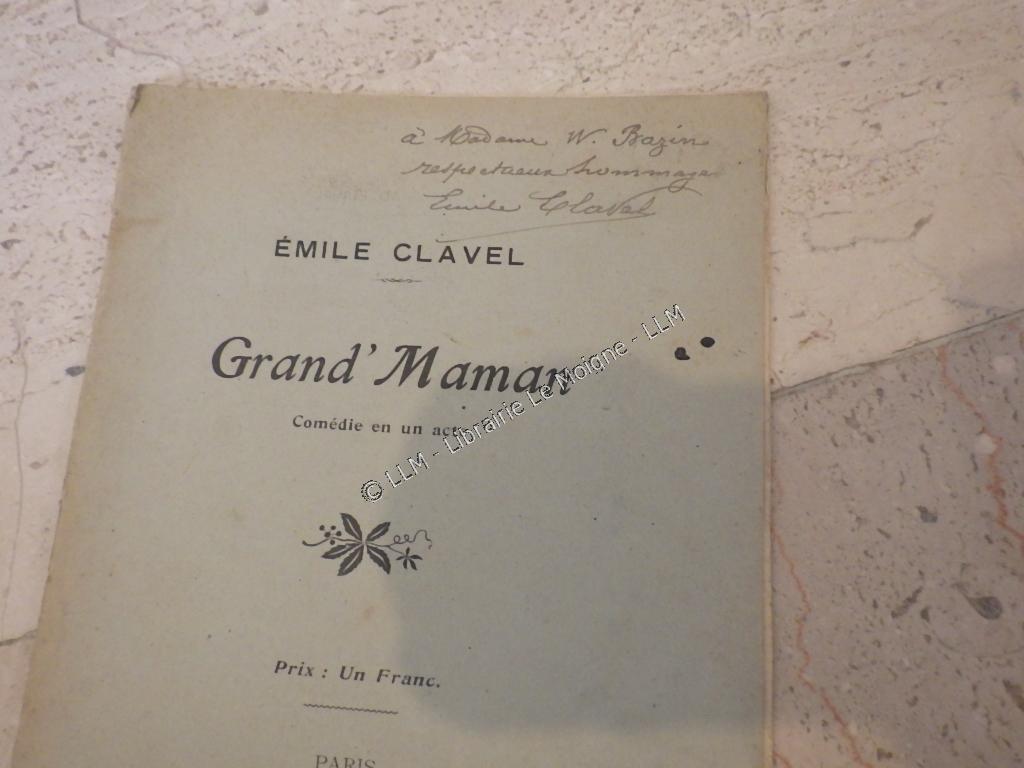 à Madame W. Bazin
respectueux hommage
Emile Clavel
ÉMILE CLAVEL
Grand' Maman
Comédie en un acte
© LLM - Librairie Le Moigne - LLM
Prix : Un Franc.
PARIS